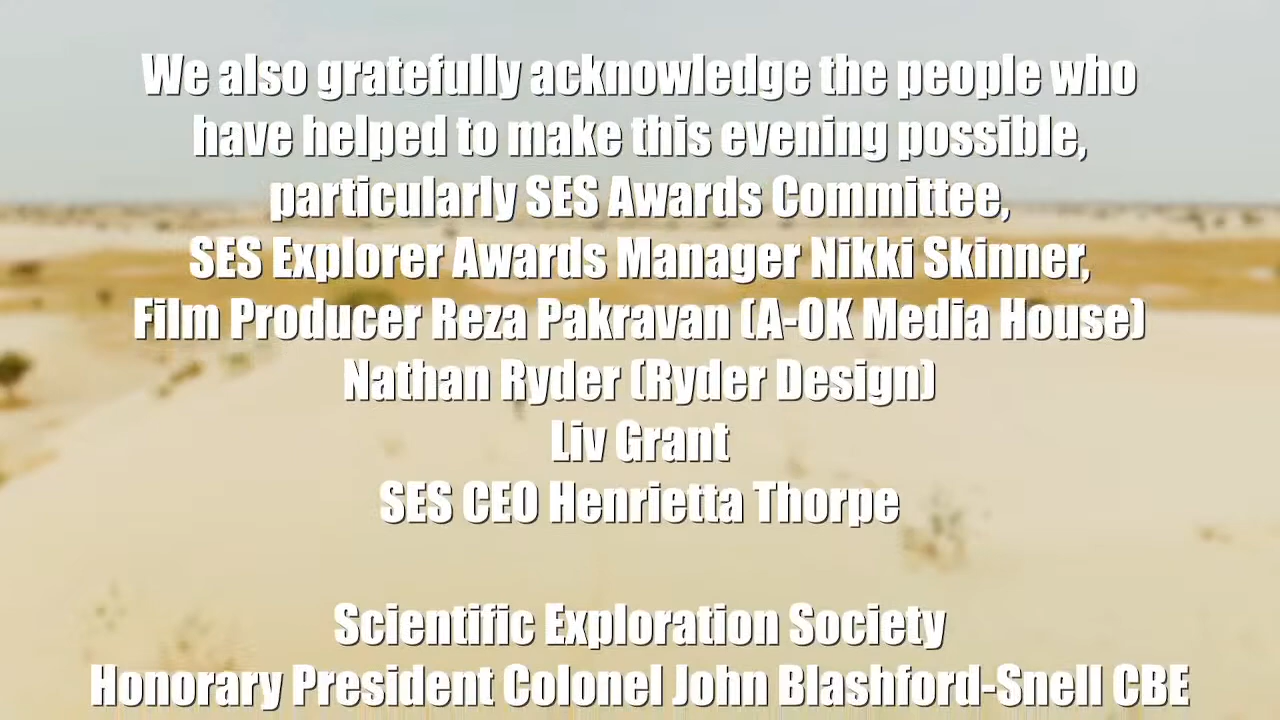 We also gratefully acknowledge the people who
have helped to make this evening possible,
particularly SES Awards Committee,
SES Explorer Awards Manager Nikki Skinner,
Film Producer Reza Pakravan (A-OK Media House)
Nathan Ryder (Ryder Design)
Liv Grant
SES CEO Henrietta Thorpe
Scientific Exploration Society
Honorary President Colonel John Blashford-Snell CBE